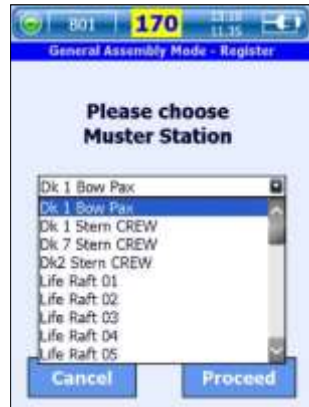 801 170
11.35
General Assembly Mode - Register
Please choose
Muster Station
Dk 1 Bow Pax
Dk 1 Bow Pax
Dk 1 Stern CREW
Dk 7 Stern CREW
Dk2 Stern CREW
Life Raft 01
Life Raft 02
Life Raft 03
Life Raft 04
Life Raft 05
Cancel Proceed